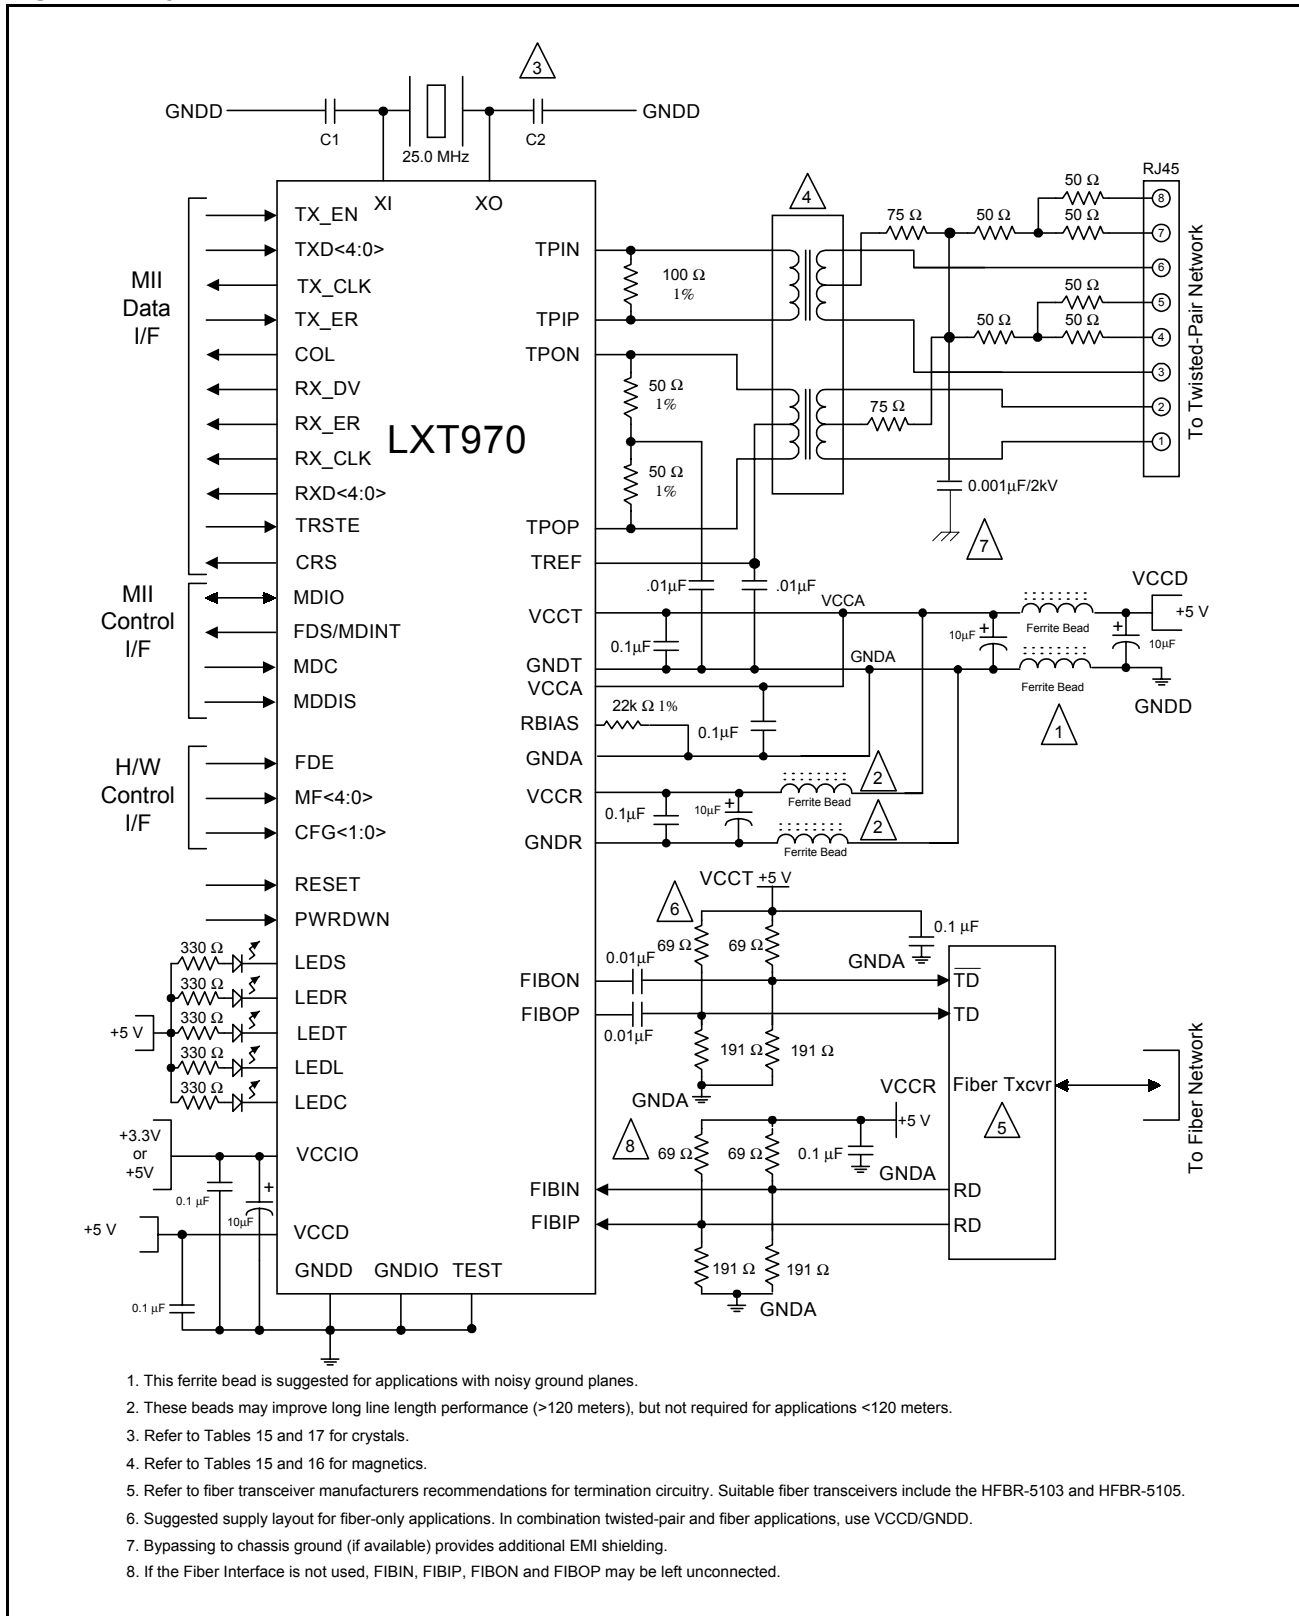 3
GNDD
GNDD
C1
C2
25.0 MHz
RJ45
XI
XO
4
MII
Data
I/F
TX_EN
TXD<4:0>
TX_CLK
TX_ER
COL
RX_DV
RX_ER
RX_CLK
RXD<4:0>
TRSTE
CRS
MII
Control
I/F
MDIO
FDS/MDINT
MDC
MDDIS
H/W
Control
I/F
FDE
MF<4:0>
CFG<1:0>
RESET
PWRDWN
330 Ω
330 Ω
330 Ω
330 Ω
330 Ω
+5 V
LEDS
LEDR
LEDT
LEDL
LEDC
+3.3V
or
+5V
VCCIO
0.1 µF
10µF
+
+5 V
VCCD
0.1 µF
GNDD
GNDIO
TEST
LXT970
TPIN
TPIP
TPON
TPOP
TREF
VCCT
GNDT
VCCA
RBIAS
GNDA
VCCR
GNDR
FIBON
FIBOP
FIBIN
FIBIP
100 Ω
1%
50 Ω
1%
50 Ω
1%
75 Ω
50 Ω
50 Ω
50 Ω
50 Ω
50 Ω
50 Ω
75 Ω
8
7
6
5
4
3
2
1
To Twisted-Pair Network
0.001µF/2kV
7
.01µF
.01µF
VCCA
0.1µF
GNDA
10µF
+
Ferrite Bead
Ferrite Bead
+
10µF
VCCD
+5 V
GNDD
1
22k Ω 1%
0.1µF
0.1µF
10µF
+
Ferrite Bead
2
Ferrite Bead
2
VCCT
+5 V
6
69 Ω
69 Ω
0.1 µF
GNDA
0.01µF
0.01µF
191 Ω
191 Ω
GNDA
TD
TD
Fiber Txcvr
5
RD
RD
To Fiber Network
VCCR
+5 V
8
69 Ω
69 Ω
0.1 µF
GNDA
191 Ω
191 Ω
GNDA
1. This ferrite bead is suggested for applications with noisy ground planes.
2. These beads may improve long line length performance (>120 meters), but not required for applications <120 meters.
3. Refer to Tables 15 and 17 for crystals.
4. Refer to Tables 15 and 16 for magnetics.
5. Refer to fiber transceiver manufacturers recommendations for termination circuitry. Suitable fiber transceivers include the HFBR-5103 and HFBR-5105.
6. Suggested supply layout for fiber-only applications. In combination twisted-pair and fiber applications, use VCCD/GNDD.
7. Bypassing to chassis ground (if available) provides additional EMI shielding.
8. If the Fiber Interface is not used, FIBIN, FIBIP, FIBON and FIBOP may be left unconnected.